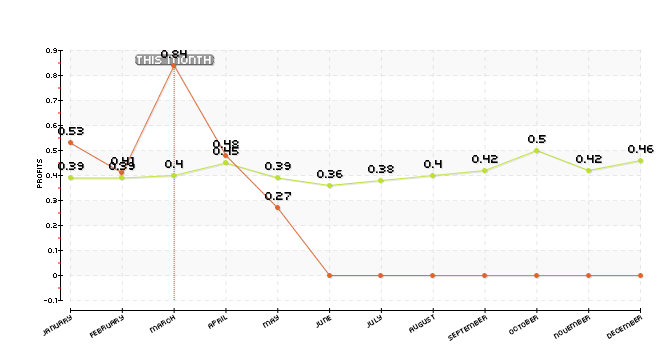 0.9
0.8
0.7
0.6
0.5
0.4
0.3
0.2
0.1
0
-0.1
PROFITS
THIS MONTH
0.53
0.41
0.84
0.48
0.27
0.39
0.39
0.4
0.45
0.39
0.36
0.38
0.4
0.42
0.5
0.42
0.46
JANUARY
FEBRUARY
MARCH
APRIL
MAY
JUNE
JULY
AUGUST
SEPTEMBER
OCTOBER
NOVEMBER
DECEMBER